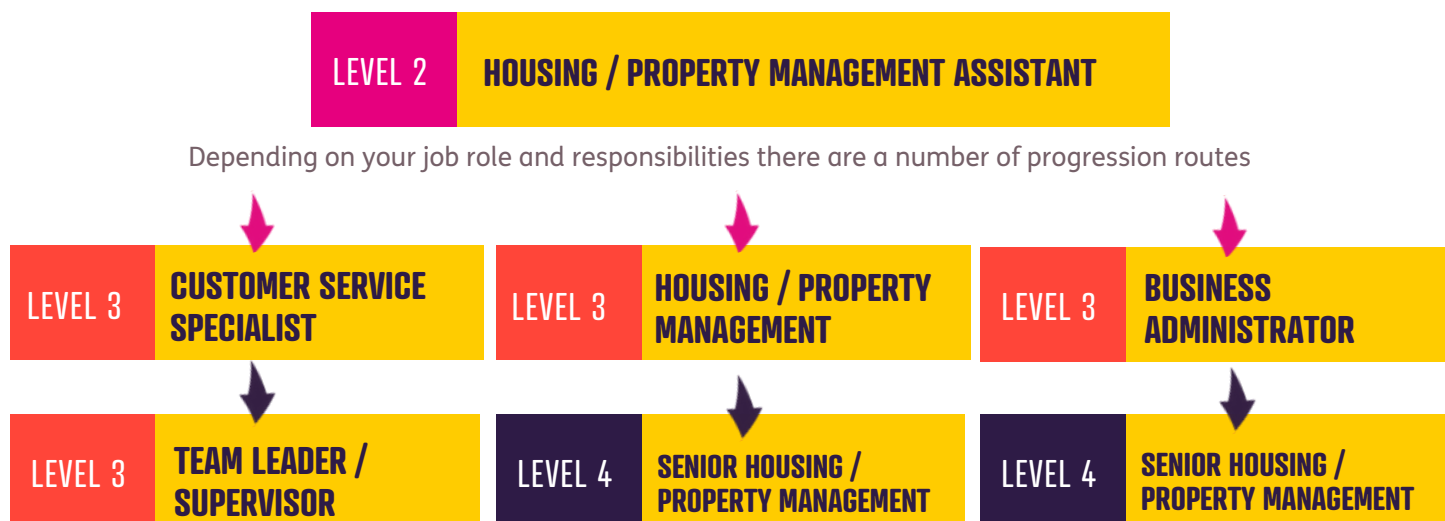 LEVEL 2
HOUSING / PROPERTY MANAGEMENT ASSISTANT
Depending on your job role and responsibilities there are a number of progression routes
LEVEL 3
CUSTOMER SERVICE
SPECIALIST
LEVEL 3
HOUSING / PROPERTY
MANAGEMENT
LEVEL 3
BUSINESS
ADMINISTRATOR
LEVEL 3
TEAM LEADER /
SUPERVISOR
LEVEL 4
SENIOR HOUSING /
PROPERTY MANAGEMENT
LEVEL 4
SENIOR HOUSING /
PROPERTY MANAGEMENT